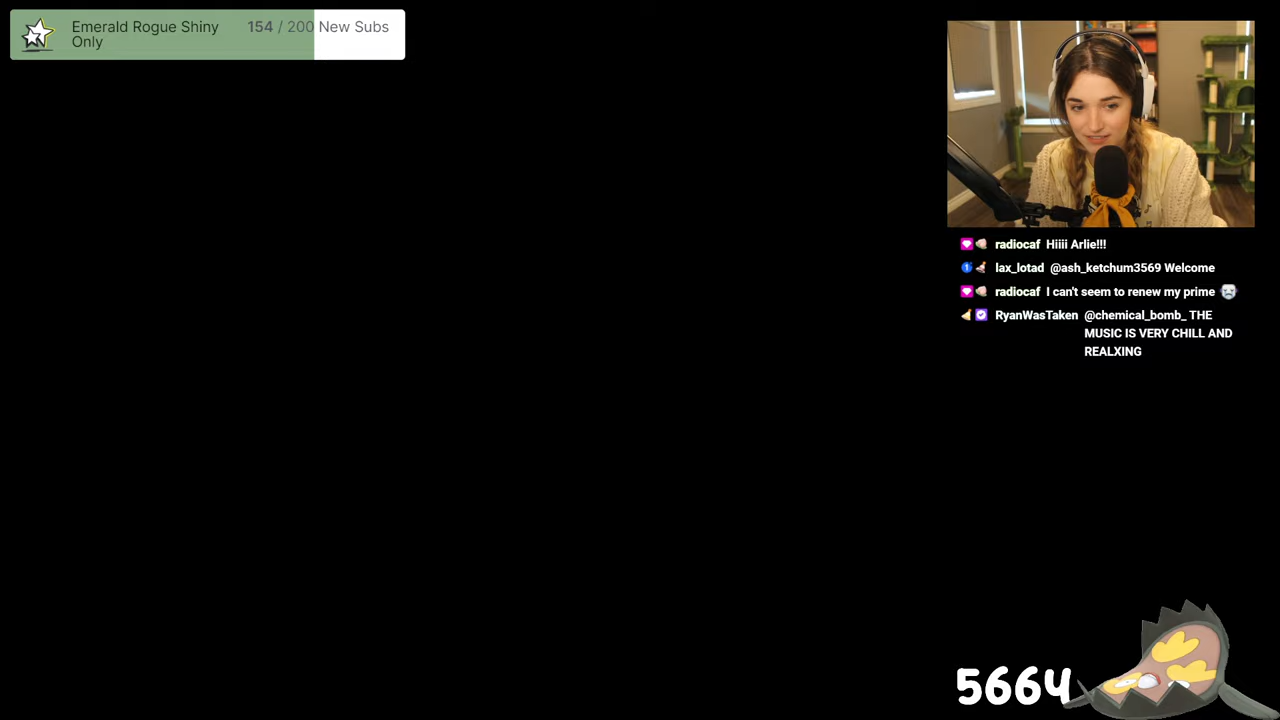 Emerald Rogue Shiny Only
154 / 200 New Subs
radiocaf Hiiii Arlie!!!
lax_lotad @ash_ketchum3569 Welcome
radiocaf I can't seem to renew my prime
RyanWasTaken @chemical_bomb_ THE
MUSIC IS VERY CHILL AND
REALXING
5664